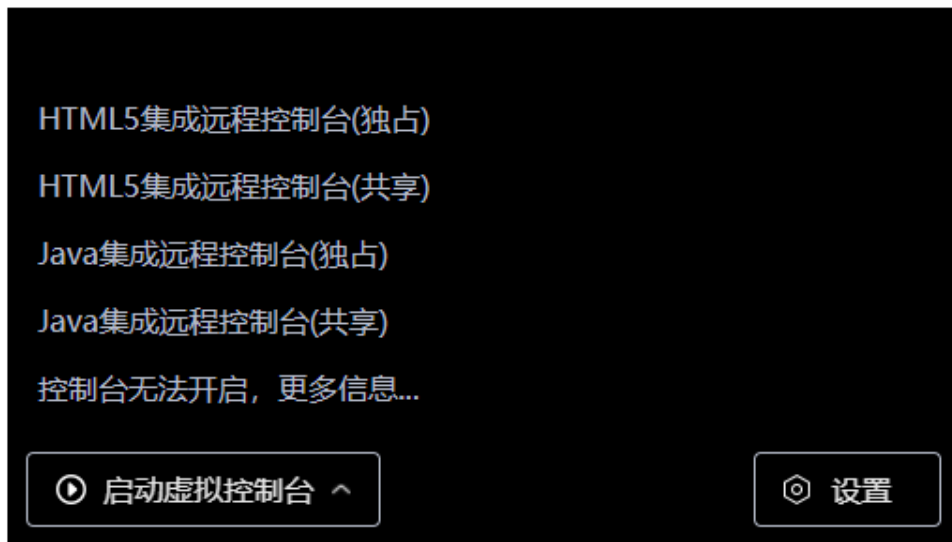 HTML5集成远程控制台(独占)
HTML5集成远程控制台(共享)
Java集成远程控制台(独占)
Java集成远程控制台(共享)
控制台无法开启，更多信息...
启动虚拟控制台
设置